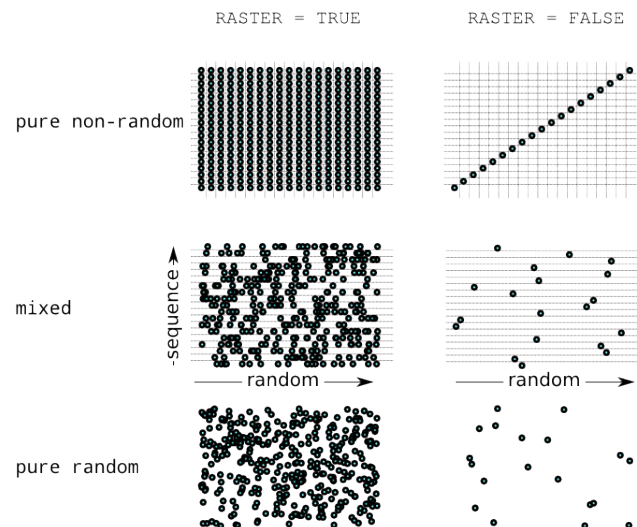 RASTER = TRUE
RASTER = FALSE
pure non-random
mixed
-sequence
random
random
pure random